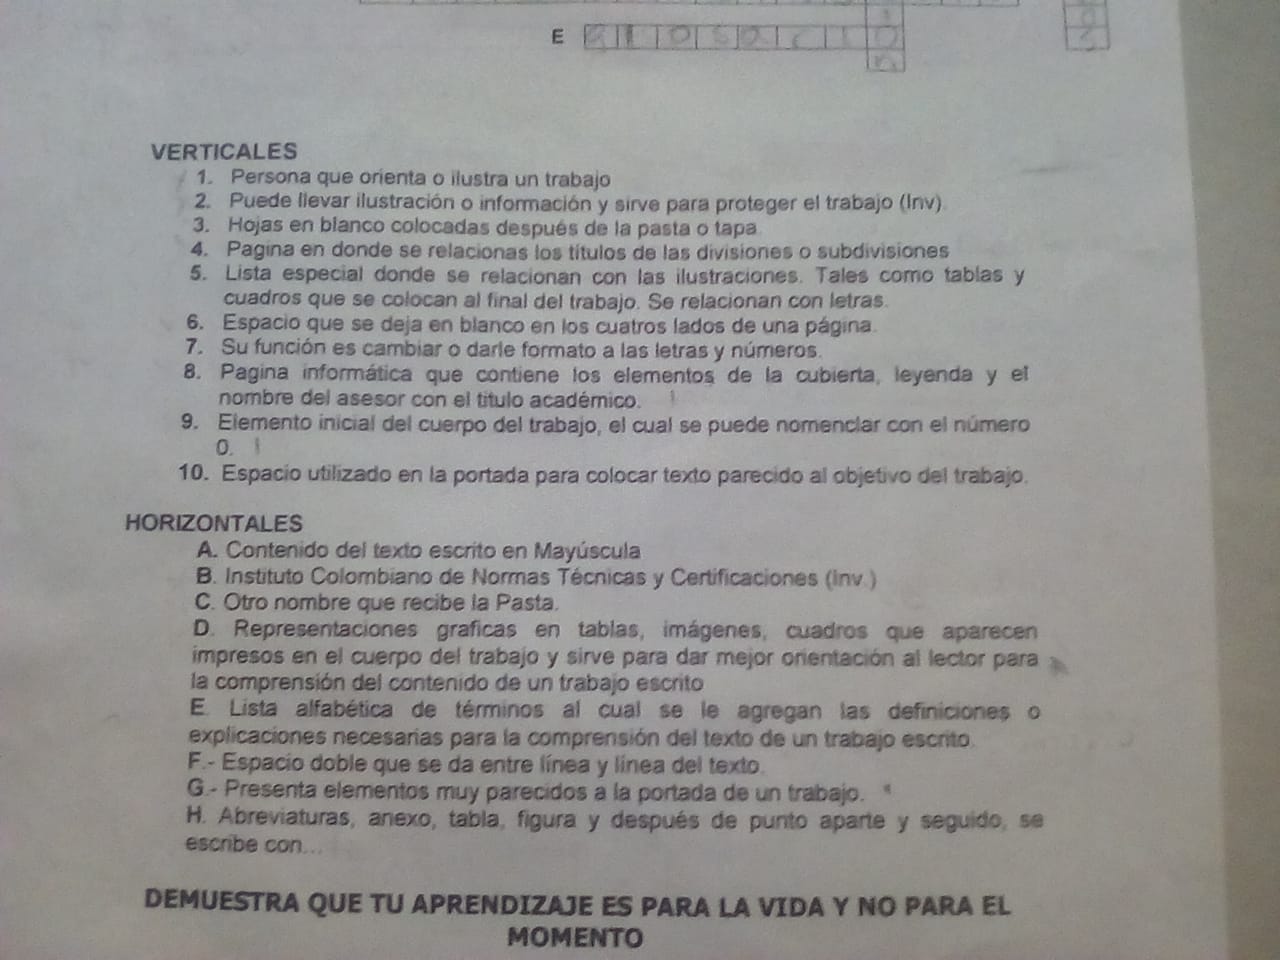 E
VERTICALES
1. Persona que orienta o ilustra un trabajo
2. Puede llevar ilustración o información y sirve para proteger el trabajo (Inv).
3. Hojas en blanco colocadas después de la pasta o tapa.
4. Pagina en donde se relacionas los títulos de las divisiones o subdivisiones
5. Lista especial donde se relacionan con las ilustraciones. Tales como tablas y
cuadros que se colocan al final del trabajo. Se relacionan con letras.
6. Espacio que se deja en blanco en los cuatros lados de una página.
7. Su función es cambiar o darle formato a las letras y números.
8. Pagina informática que contiene los elementos de la cubierta, leyenda y el
nombre del asesor con el titulo académico.
9. Elemento inicial del cuerpo del trabajo, el cual se puede nomenclar con el número
0.
10. Espacio utilizado en la portada para colocar texto parecido al objetivo del trabajo.
HORIZONTALES
A. Contenido del texto escrito en Mayúscula
B. Instituto Colombiano de Normas Técnicas y Certificaciones (Inv.)
C. Otro nombre que recibe la Pasta.
D. Representaciones graficas en tablas, imágenes, cuadros que aparecen
impresos en el cuerpo del trabajo y sirve para dar mejor orientación al lector para
la comprensión del contenido de un trabajo escrito
E. Lista alfabética de términos al cual se le agregan las definiciones o
explicaciones necesarias para la comprensión del texto de un trabajo escrito.
F.- Espacio doble que se da entre línea y línea del texto.
G.- Presenta elementos muy parecidos a la portada de un trabajo.
H. Abreviaturas, anexo, tabla, figura y después de punto aparte y seguido, se
escribe con...
DEMUESTRA QUE TU APRENDIZAJE ES PARA LA VIDA Y NO PARA EL
MOMENTO